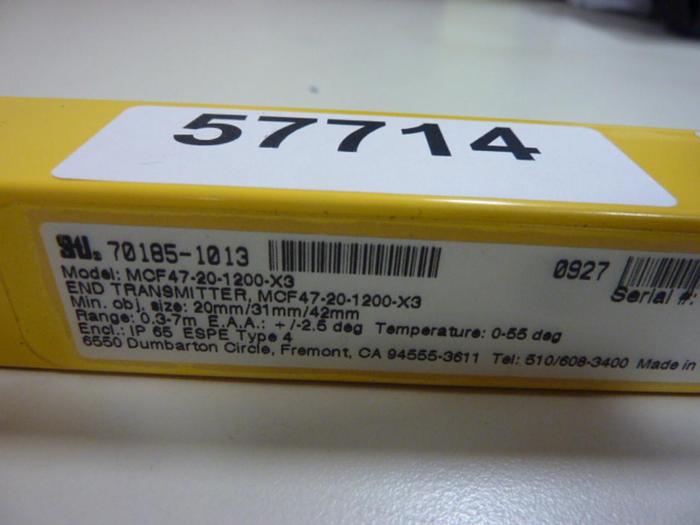 57714
STI. 70185-1013
0927
Serial #:
Model: MCF47-20-1200-X3
END TRANSMITTER, MCF47-20-1200-X3
Min. obj. size: 20mm/31mm/42mm
Range: 0.3-7m E.A.A.: +/-2.5 deg Temperature: 0-55 deg
Encl.: IP 65 ESPE Type 4
6550 Dumbarton Circle, Fremont, CA 94555-3611 Tel: 510/608-3400 Made in